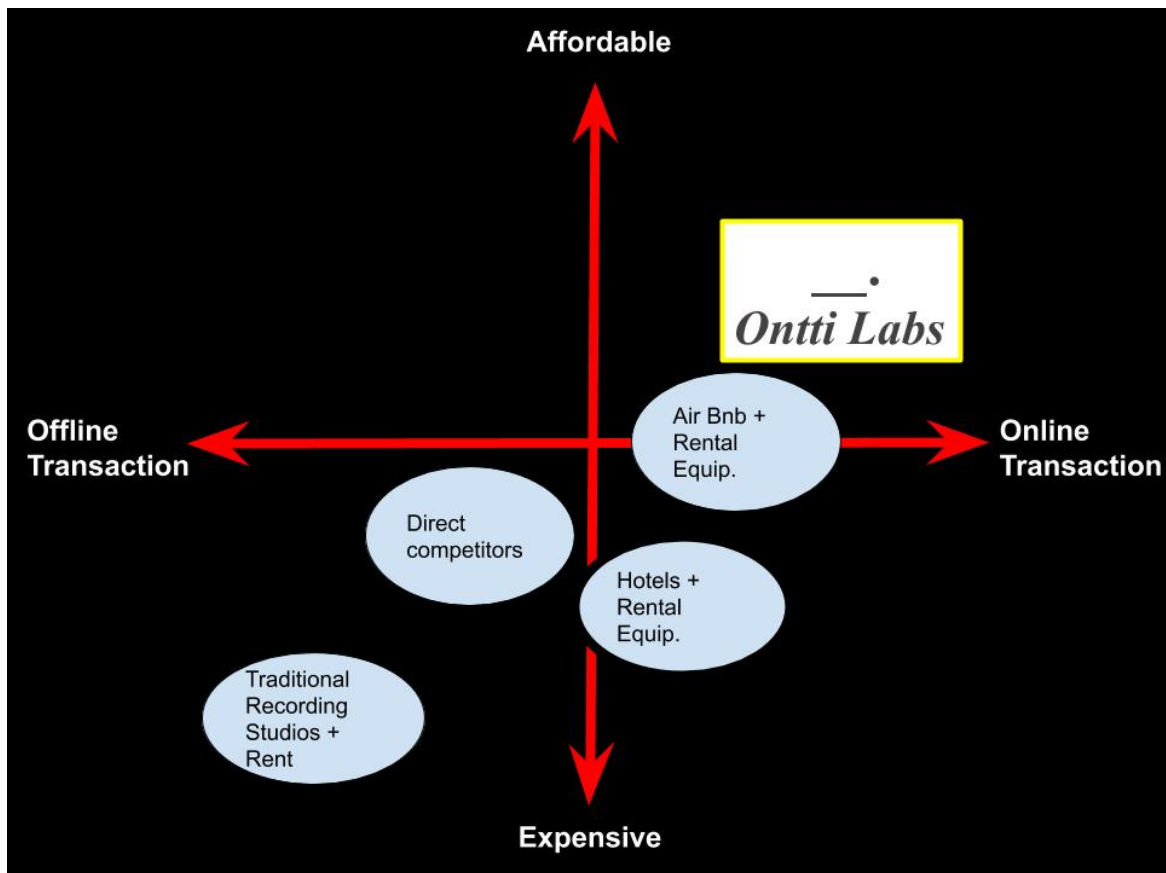 Affordable
__.
Ontti Labs
Air Bnb +
Rental
Equip.
Offline
Transaction
Online
Transaction
Direct
competitors
Hotels +
Rental
Equip.
Traditional
Recording
Studios +
Rent
Expensive